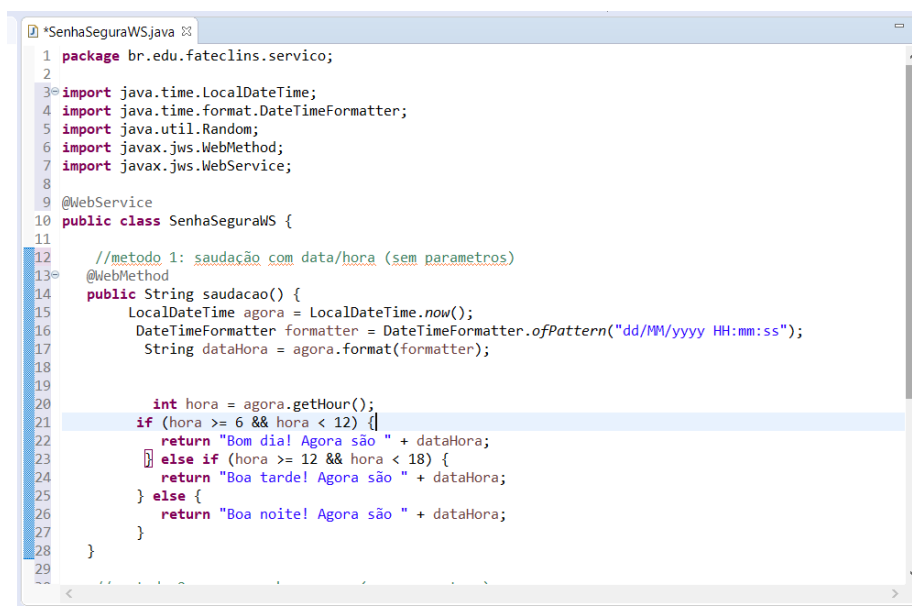 *SenhaSeguraWS.java
1 package br.edu.fateclins.servico;
2
3 import java.time.LocalDateTime;
4 import java.time.format.DateTimeFormatter;
5 import java.util.Random;
6 import javax.jws.WebMethod;
7 import javax.jws.WebService;
8
9 @WebService
10 public class SenhaSeguraWS {
11
12 //metodo 1: saudação com data/hora (sem parametros)
13 @WebMethod
14 public String saudacao() {
15 LocalDateTime agora = LocalDateTime.now();
16 DateTimeFormatter formatter = DateTimeFormatter.ofPattern("dd/MM/yyyy HH:mm:ss");
17 String dataHora = agora.format(formatter);
18
19
20 int hora = agora.getHour();
21 if (hora >= 6 && hora < 12) {
22 return "Bom dia! Agora são " + dataHora;
23 } else if (hora >= 12 && hora < 18) {
24 return "Boa tarde! Agora são " + dataHora;
25 } else {
26 return "Boa noite! Agora são " + dataHora;
27 }
28 }
29